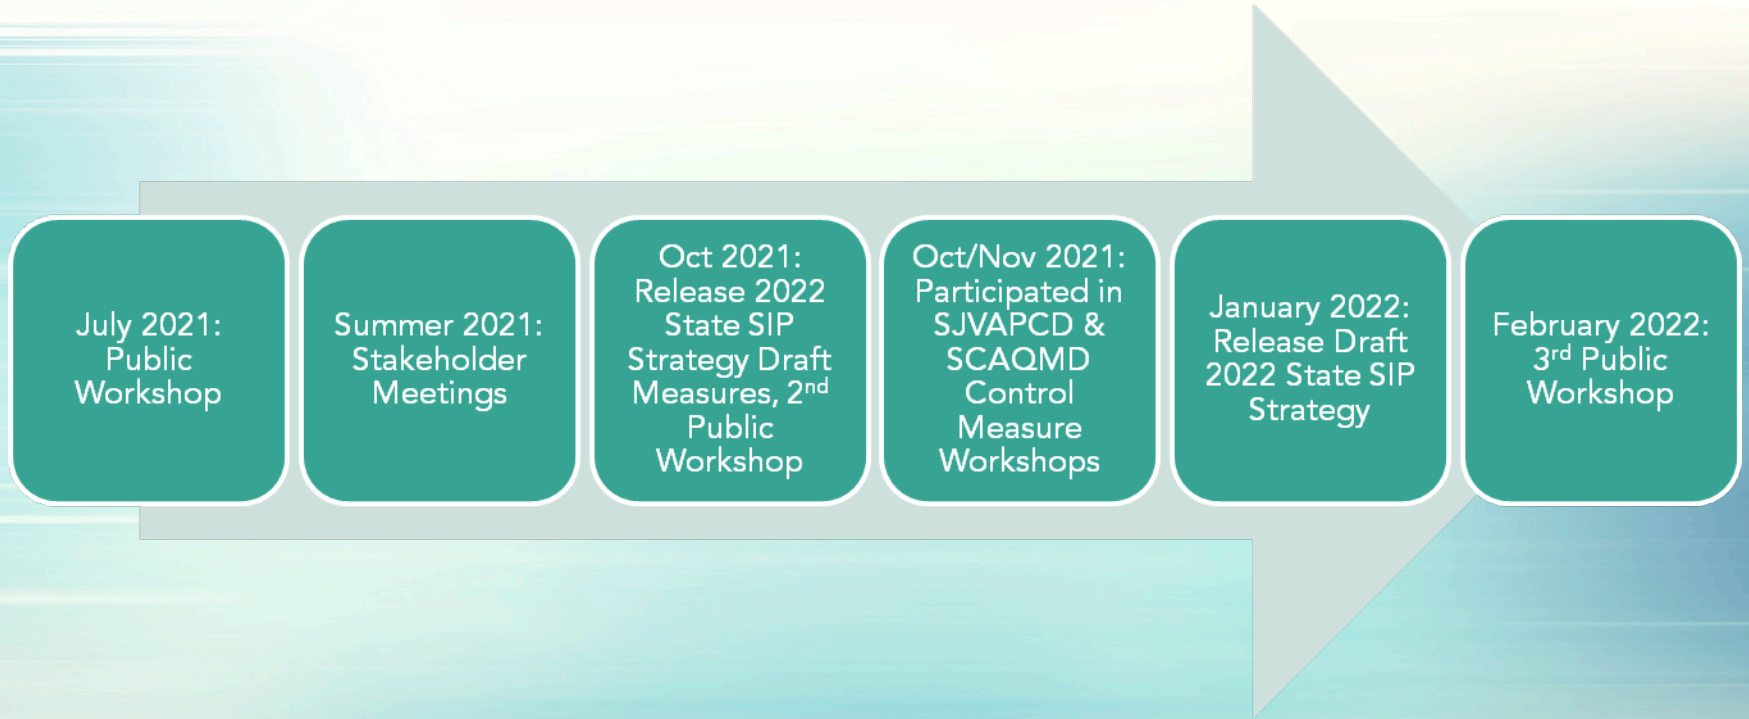 July 2021:
Public
Workshop
Summer 2021:
Stakeholder
Meetings
Oct 2021:
Release 2022
State SIP
Strategy Draft
Measures, 2nd
Public
Workshop
Oct/Nov 2021:
Participated in
SJVAPCD &
SCAQMD
Control
Measure
Workshops
January 2022:
Release Draft
2022 State SIP
Strategy
February 2022:
3rd Public
Workshop